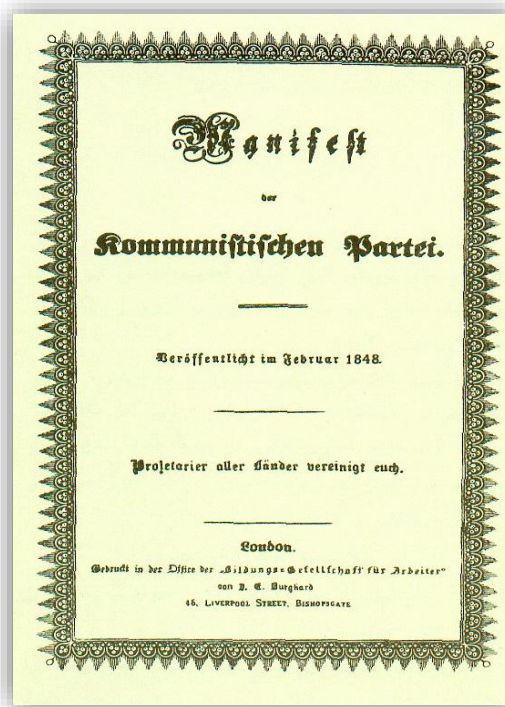 Manifest
der
Kommunistischen Partei.
Veröffentlicht im Februar 1848.
Proletarier aller Länder vereinigt euch.
London.
Gedruckt in der Office der „Bildungs=Gesellschaft für Arbeiter“
von J. E. Burghard
46, LIVERPOOL STREET, BISHOPSGATE